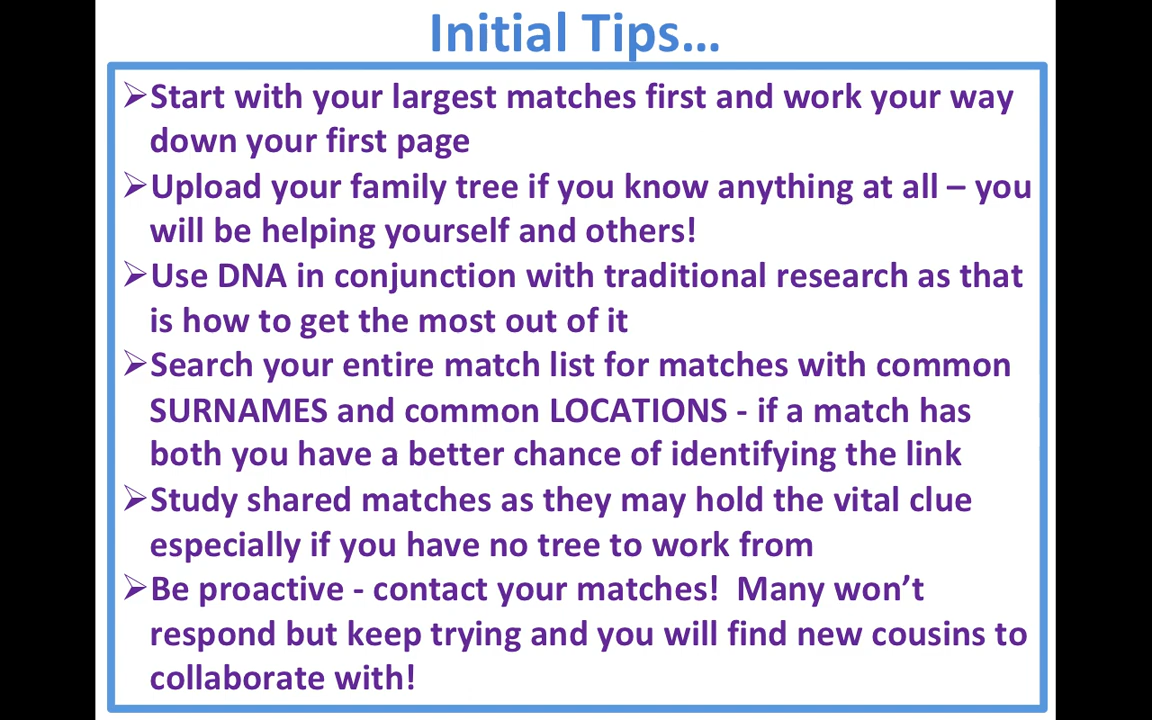 Initial Tips...
➢Start with your largest matches first and work your way
down your first page
➢Upload your family tree if you know anything at all – you
will be helping yourself and others!
➢Use DNA in conjunction with traditional research as that
is how to get the most out of it
➢Search your entire match list for matches with common
SURNAMES and common LOCATIONS - if a match has
both you have a better chance of identifying the link
➢Study shared matches as they may hold the vital clue
especially if you have no tree to work from
➢Be proactive - contact your matches!  Many won’t
respond but keep trying and you will find new cousins to
collaborate with!